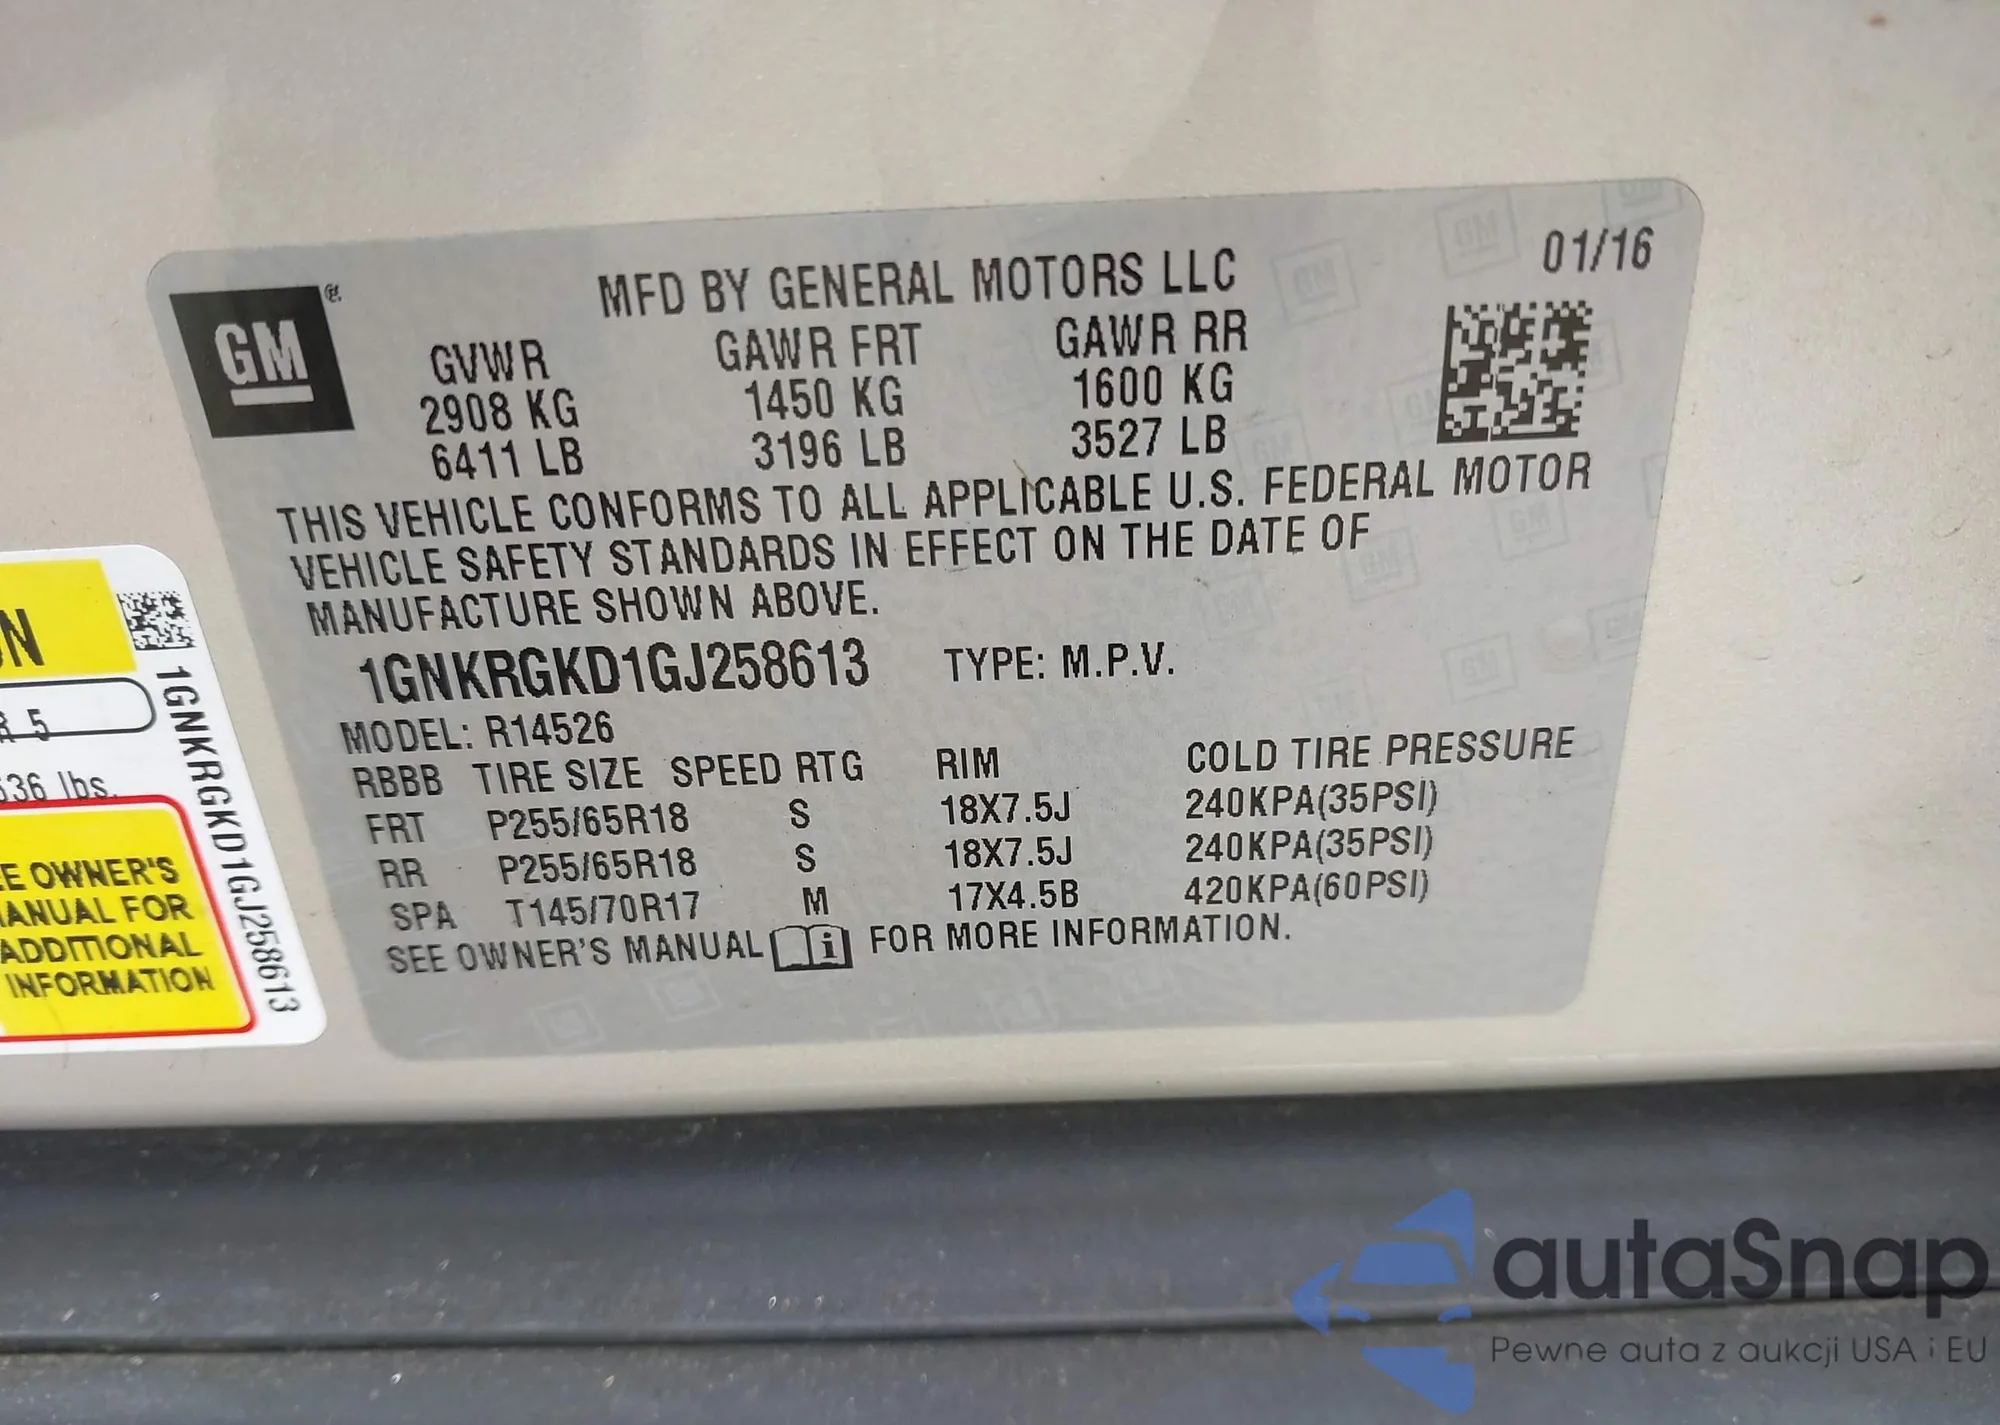 MFD BY GENERAL MOTORS LLC
01/16
GM
®
GVWR GAWR FRT GAWR RR
2908 KG 1450 KG 1600 KG
6411 LB 3196 LB 3527 LB
THIS VEHICLE CONFORMS TO ALL APPLICABLE U.S. FEDERAL MOTOR
VEHICLE SAFETY STANDARDS IN EFFECT ON THE DATE OF
MANUFACTURE SHOWN ABOVE.
1GNKRGKD1GJ258613 TYPE: M.P.V.
MODEL: R14526
RBBB TIRE SIZE SPEED RTG RIM COLD TIRE PRESSURE
FRT P255/65R18 S 18X7.5J 240KPA(35PSI)
RR P255/65R18 S 18X7.5J 240KPA(35PSI)
SPA T145/70R17 M 17X4.5B 420KPA(60PSI)
SEE OWNER'S MANUAL i FOR MORE INFORMATION.
5
lbs.
OWNER'S
FOR
ADDITIONAL
INFORMATION
1GNKRGKD1GJ258613
autaSnap
Pewne auta z aukcji USA i EU